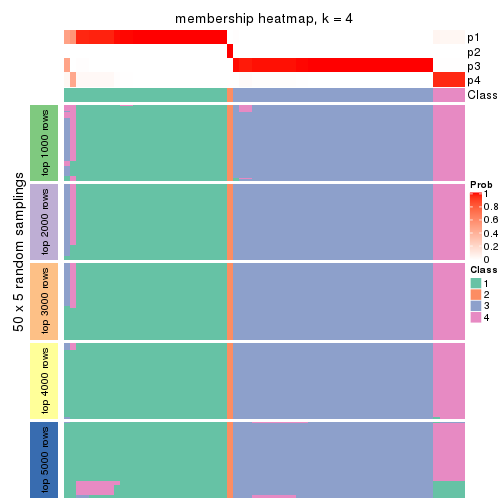 membership heatmap, k = 4
p1
p2
p3
p4
Class
50 x 5 random samplings
top 1000 rows
top 2000 rows
top 3000 rows
top 4000 rows
top 5000 rows
Prob
1
0.8
0.6
0.4
0.2
0
Class
1
2
3
4